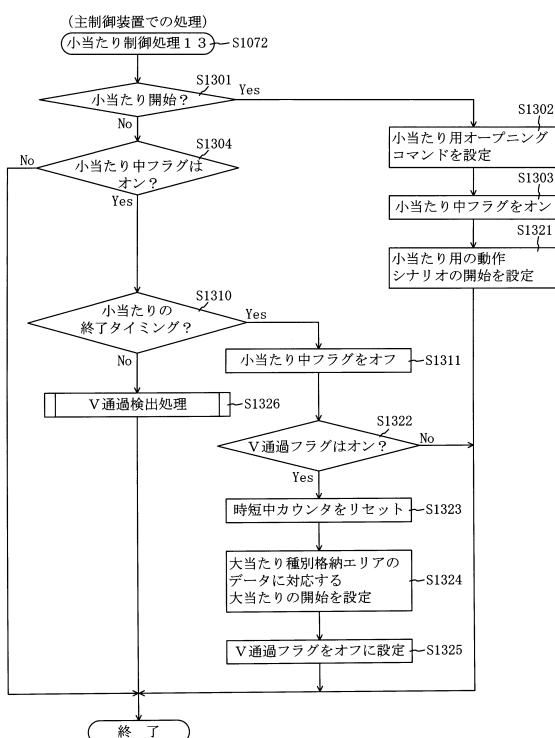 (主制御装置での処理)
小当たり制御処理13
S1072
S1301
小当たり開始?
Yes
No
S1302
小当たり用オープニング
コマンドを設定
S1304
No
小当たり中フラグは
オン?
Yes
S1303
小当たり中フラグをオン
S1321
小当たり用の動作
シナリオの開始を設定
S1310
小当たりの
終了タイミング?
Yes
No
小当たり中フラグをオフ
S1311
V通過検出処理
S1326
S1322
V通過フラグはオン?
No
Yes
時短中カウンタをリセット
S1323
大当たり種別格納エリアの
データに対応する
大当たりの開始を設定
S1324
V通過フラグをオフに設定
S1325
終 了